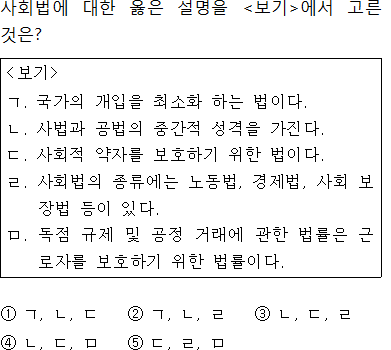 사회법에 대한 옳은 설명을 <보기>에서 고른
것은?
<보기>
ㄱ. 국가의 개입을 최소화 하는 법이다.
ㄴ. 사법과 공법의 중간적 성격을 가진다.
ㄷ. 사회적 약자를 보호하기 위한 법이다.
ㄹ. 사회법의 종류에는 노동법, 경제법, 사회 보
장법 등이 있다.
ㅁ. 독점 규제 및 공정 거래에 관한 법률은 근
로자를 보호하기 위한 법률이다.
① ㄱ, ㄴ, ㄷ ② ㄱ, ㄴ, ㄹ ③ ㄴ, ㄷ, ㄹ
④ ㄴ, ㄷ, ㅁ ⑤ ㄷ, ㄹ, ㅁ